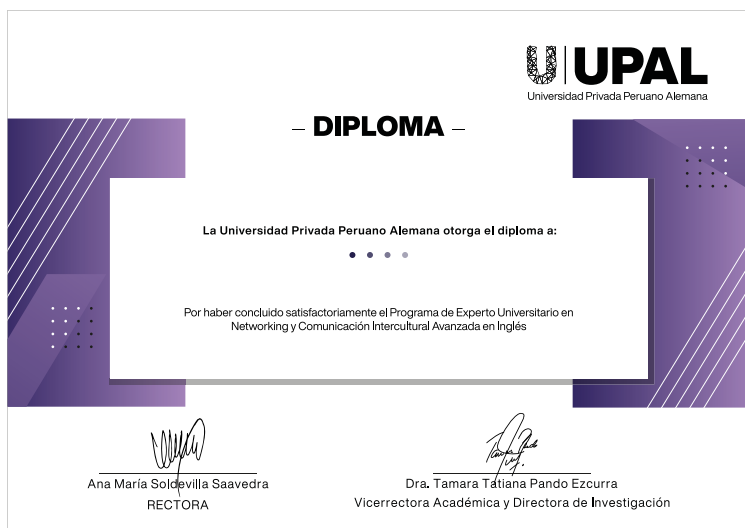 UPAL
Universidad Privada Peruano Alemana
– DIPLOMA –
La Universidad Privada Peruano Alemana otorga el diploma a:
Por haber concluido satisfactoriamente el Programa de Experto Universitario en
Networking y Comunicación Intercultural Avanzada en Inglés
Ana María Soldevilla Saavedra
RECTORA
Dra. Tamara Tatiana Pando Ezcurra
Vicerrectora Académica y Directora de Investigación